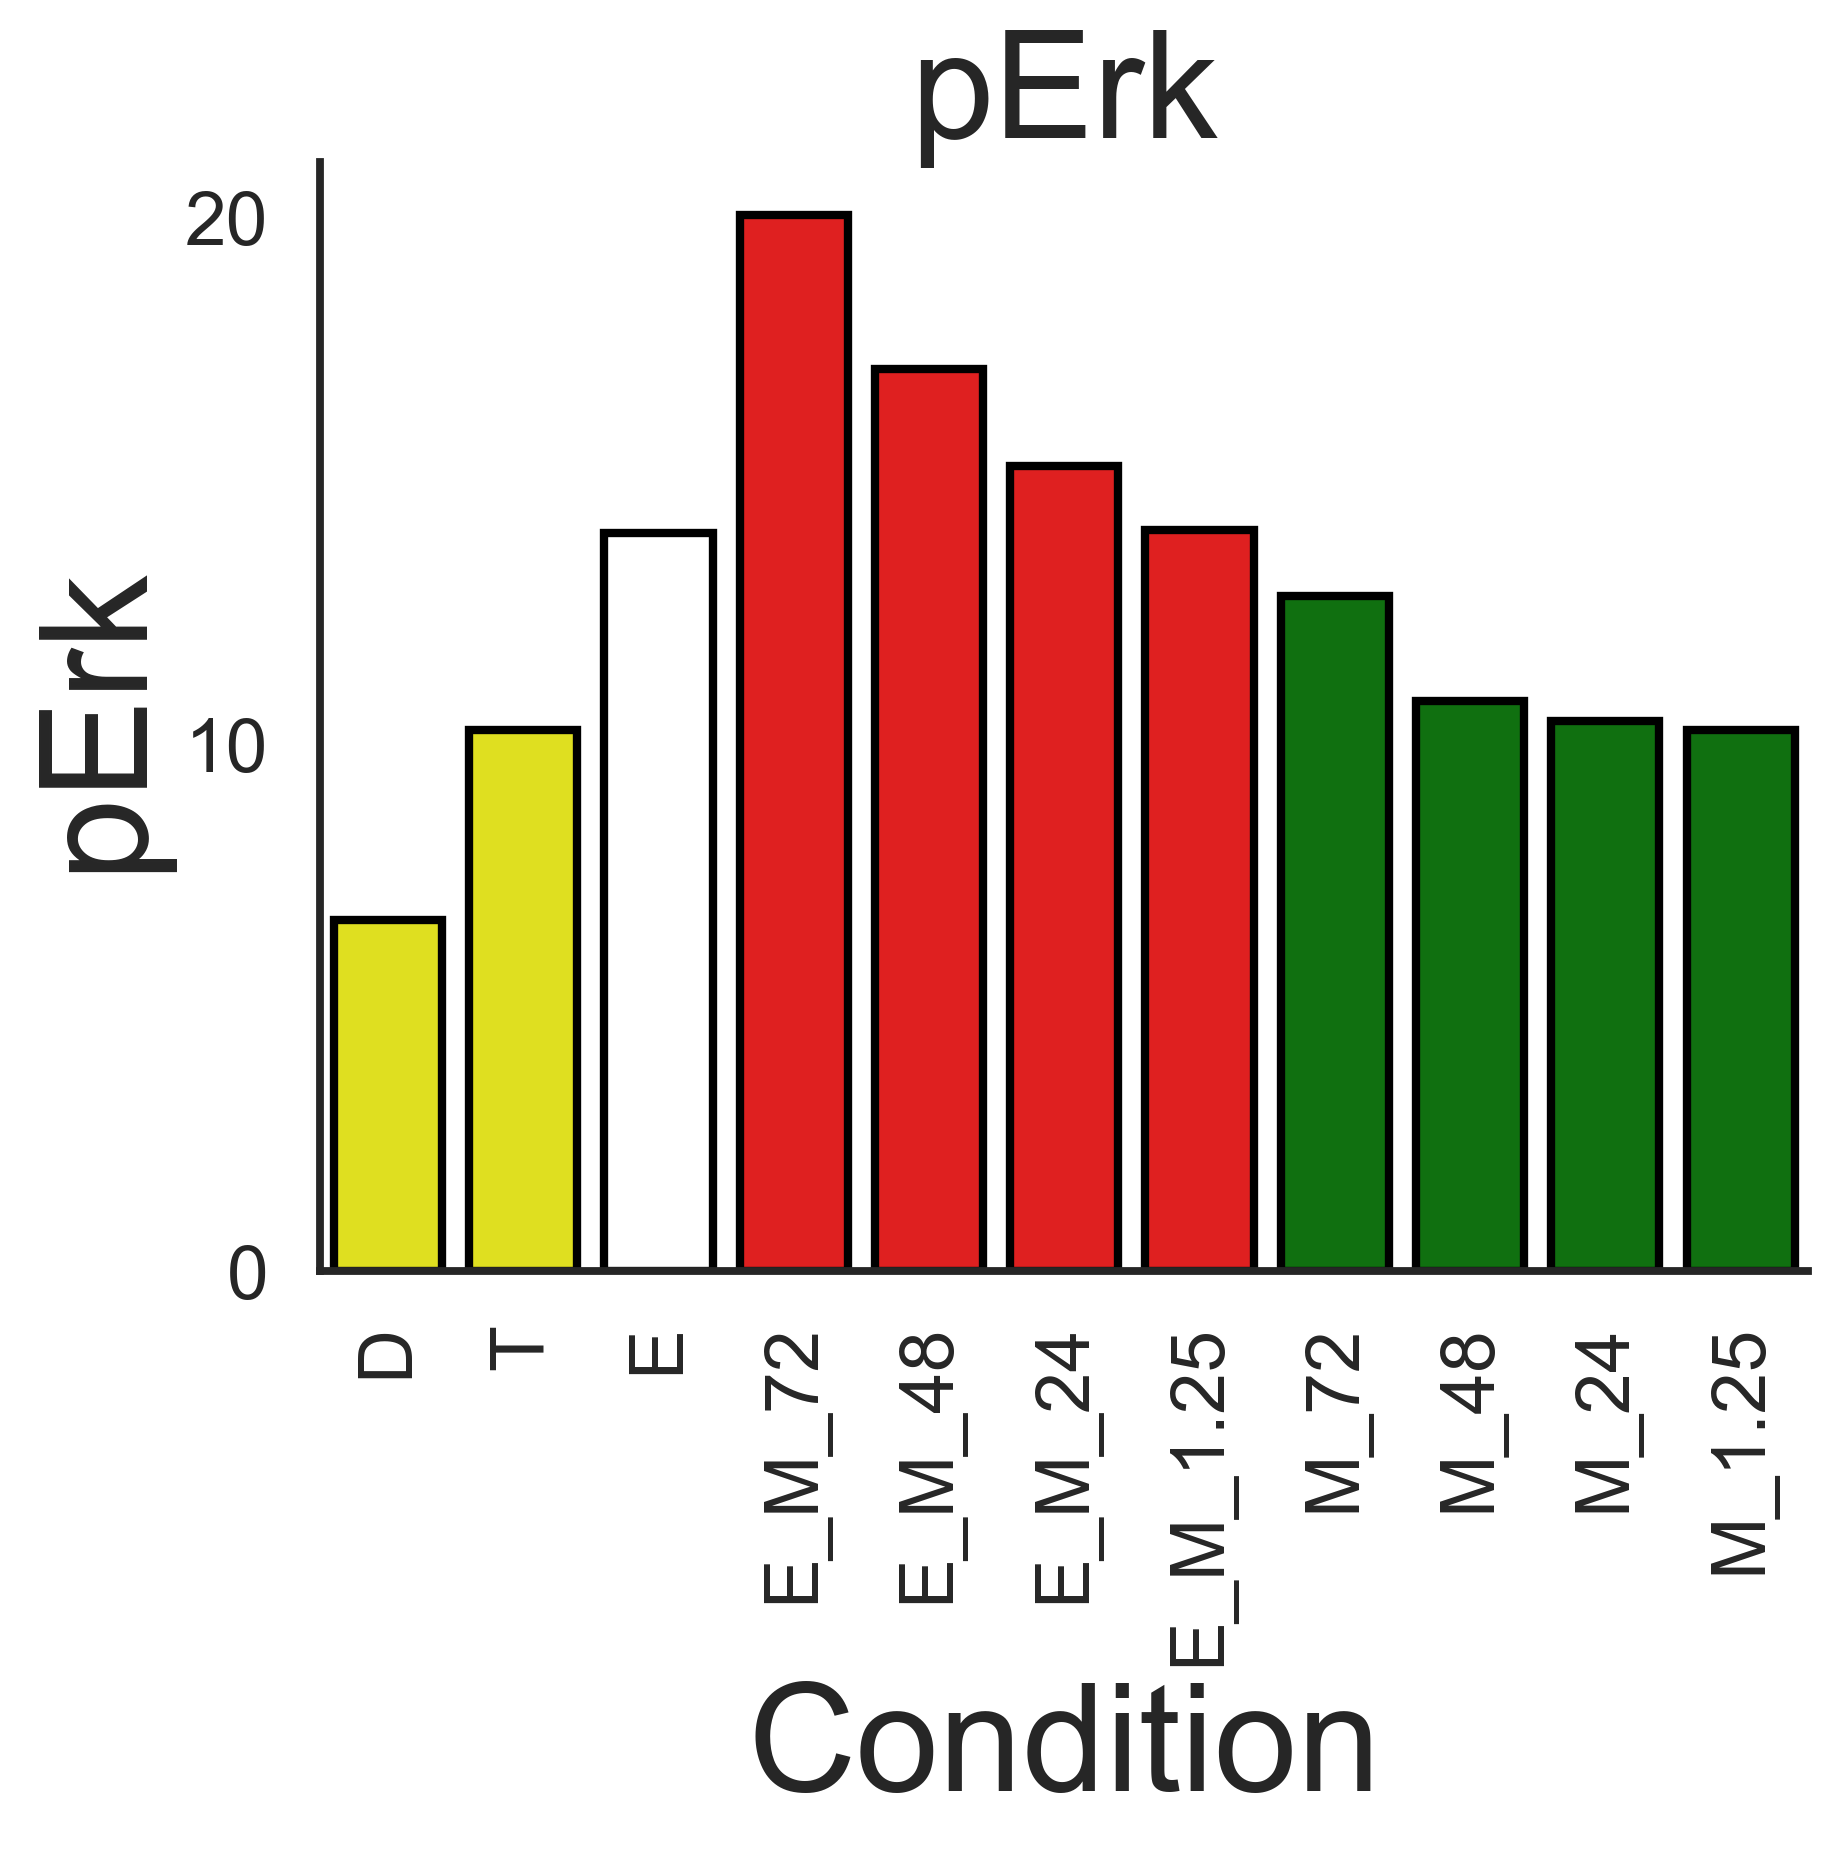 pErk
pErk
20
10
0
D
T
E
E_M_72
E_M_48
E_M_24
E_M_1.25
M_72
M_48
M_24
M_1.25
Condition